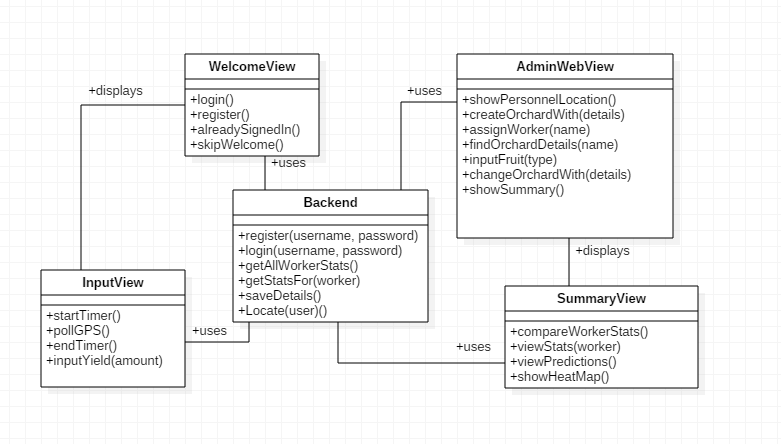 WelcomeView
+login()
+register()
+alreadySignedIn()
+skipWelcome()
+displays
+uses
AdminWebView
+showPersonnelLocation()
+createOrchardWith(details)
+assignWorker(name)
+findOrchardDetails(name)
+inputFruit(type)
+changeOrchardWith(details)
+showSummary()
+uses
Backend
+register(username, password)
+login(username, password)
+getAllWorkerStats()
+getStatsFor(worker)
+saveDetails()
+Locate(user)()
+displays
InputView
+startTimer()
+pollGPS()
+endTimer()
+inputYield(amount)
+uses
+uses
SummaryView
+compareWorkerStats()
+viewStats(worker)
+viewPredictions()
+showHeatMap()